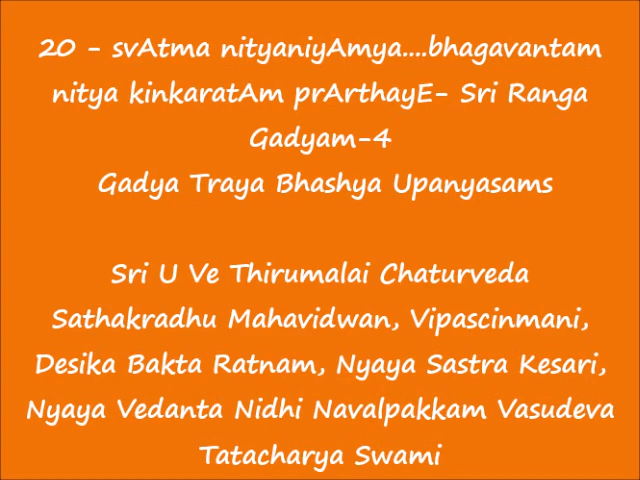 20 - svAtma nityaniyAmya....bhagavantam
nitya kinkaratAm prArthayE- Sri Ranga
Gadyam-4
Gadya Traya Bhashya Upanyasams
Sri U Ve Thirumalai Chaturveda
Sathakradhu Mahavidwan, Vipascinmani,
Desika Bakta Ratnam, Nyaya Sastra Kesari,
Nyaya Vedanta Nidhi Navalpakkam Vasudeva
Tatacharya Swami